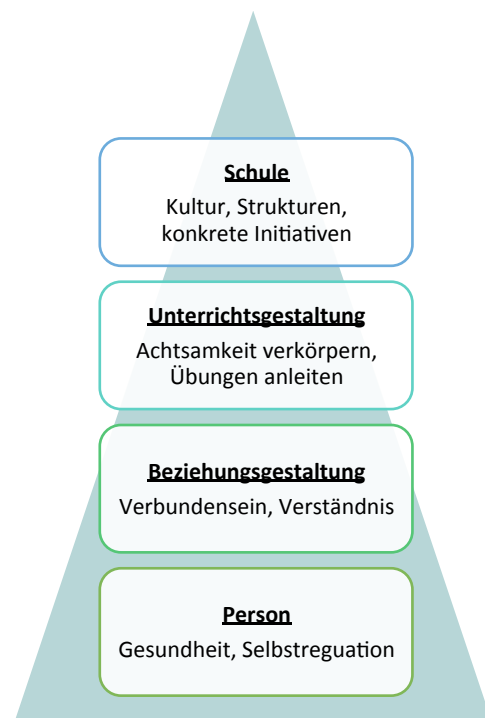 Schule
Kultur, Strukturen,
konkrete Initiativen
Unterrichtsgestaltung
Achtsamkeit verkörpern,
Übungen anleiten
Beziehungsgestaltung
Verbundensein, Verständnis
Person
Gesundheit, Selbstreguation